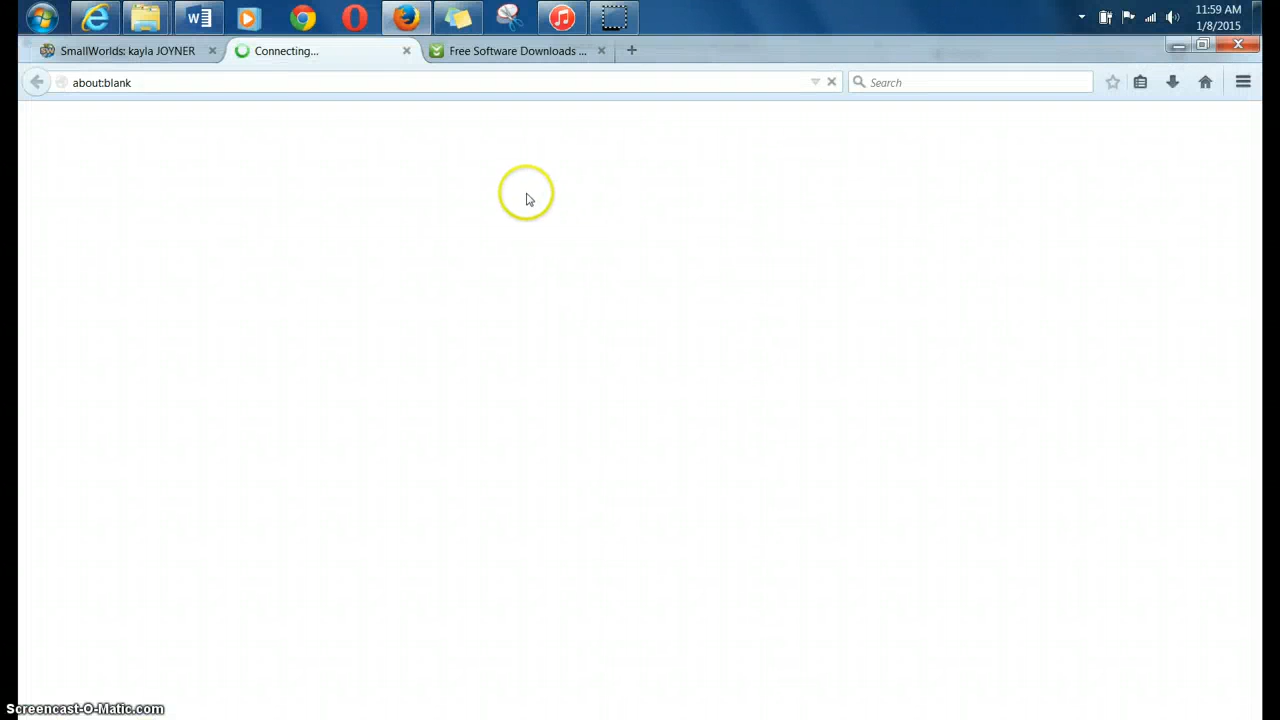 11:59 AM
1/8/2015
SmallWorlds: kayla JOYNER
Connecting...
Free Software Downloads ...
about:blank
Search
Screencast-O-Matic.com